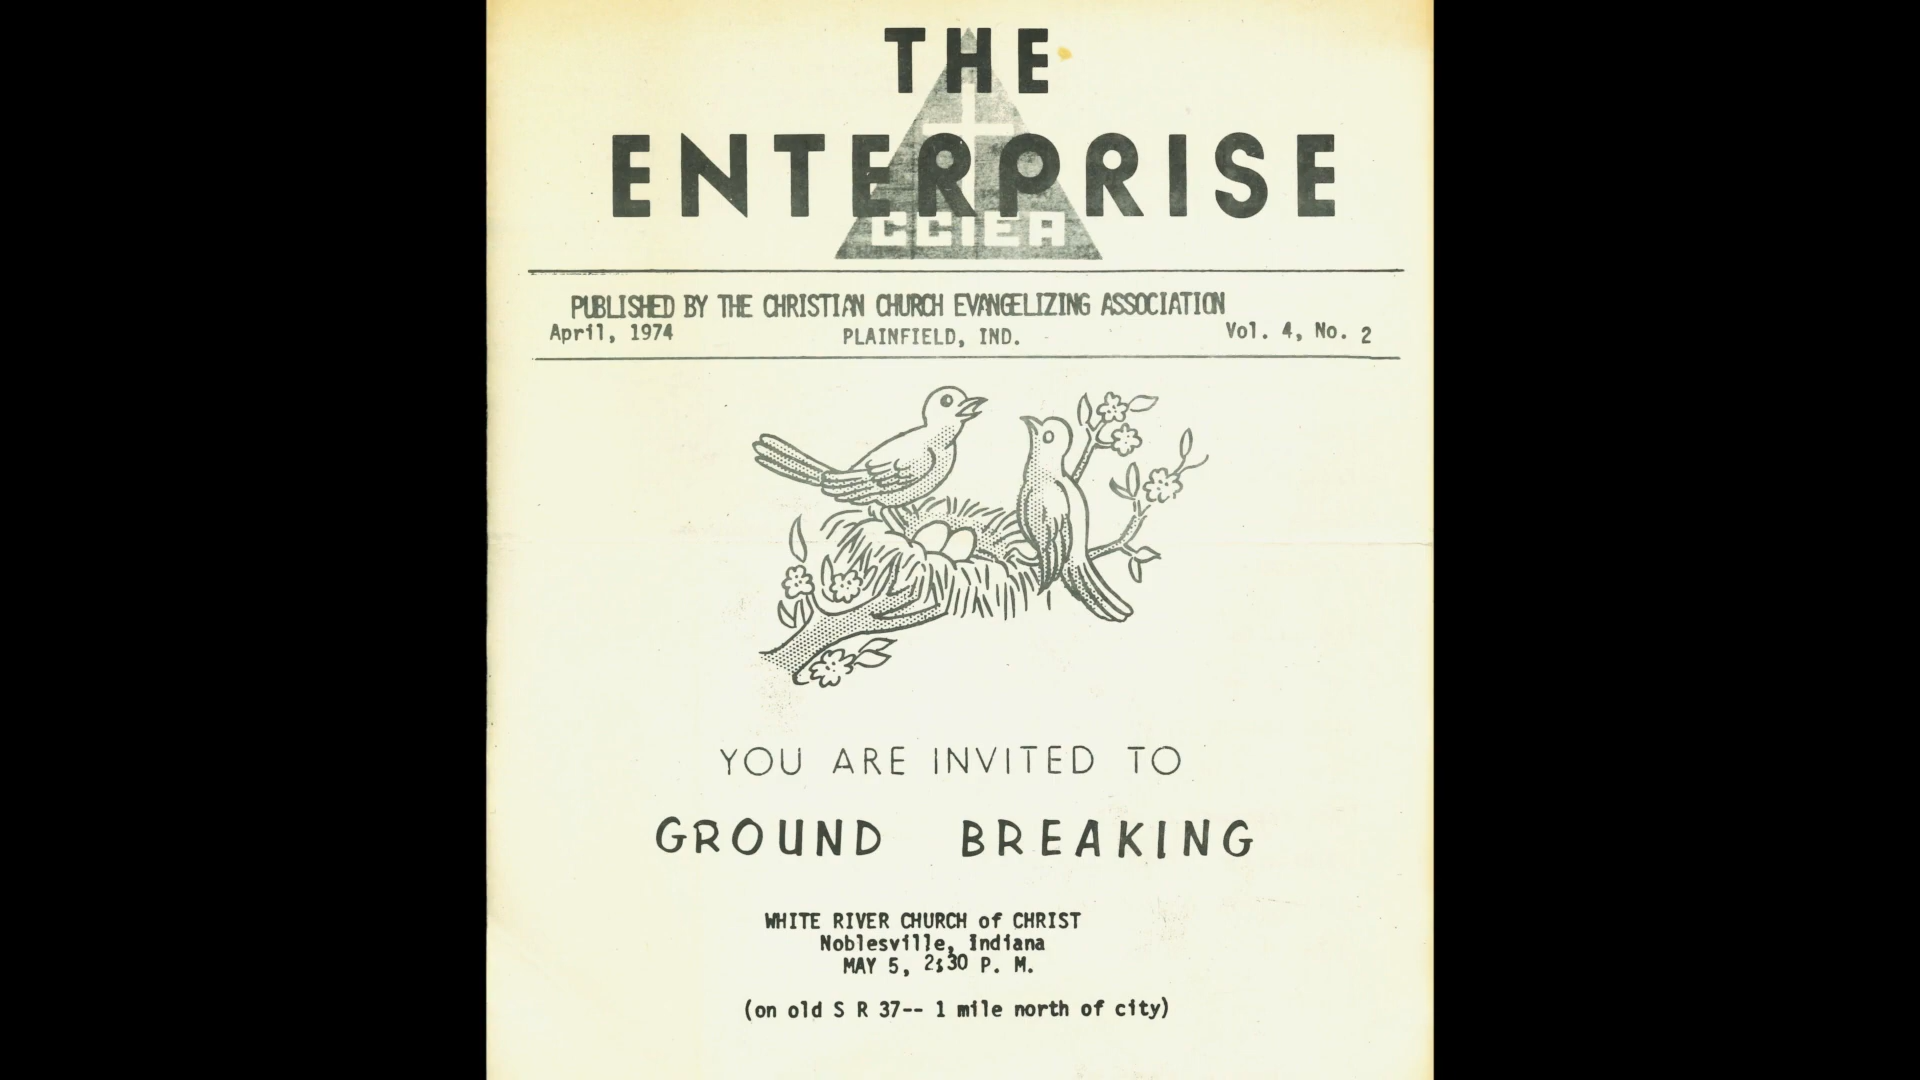 THE
ENTERPRISE
CCIEA
PUBLISHED BY THE CHRISTIAN CHURCH EVANGELIZING ASSOCIATION
April, 1974 PLAINFIELD, IND. Vol. 4, No. 2
YOU ARE INVITED TO
GROUND BREAKING
WHITE RIVER CHURCH of CHRIST
Noblesville, Indiana
MAY 5, 2:30 P. M.
(on old S R 37-- 1 mile north of city)